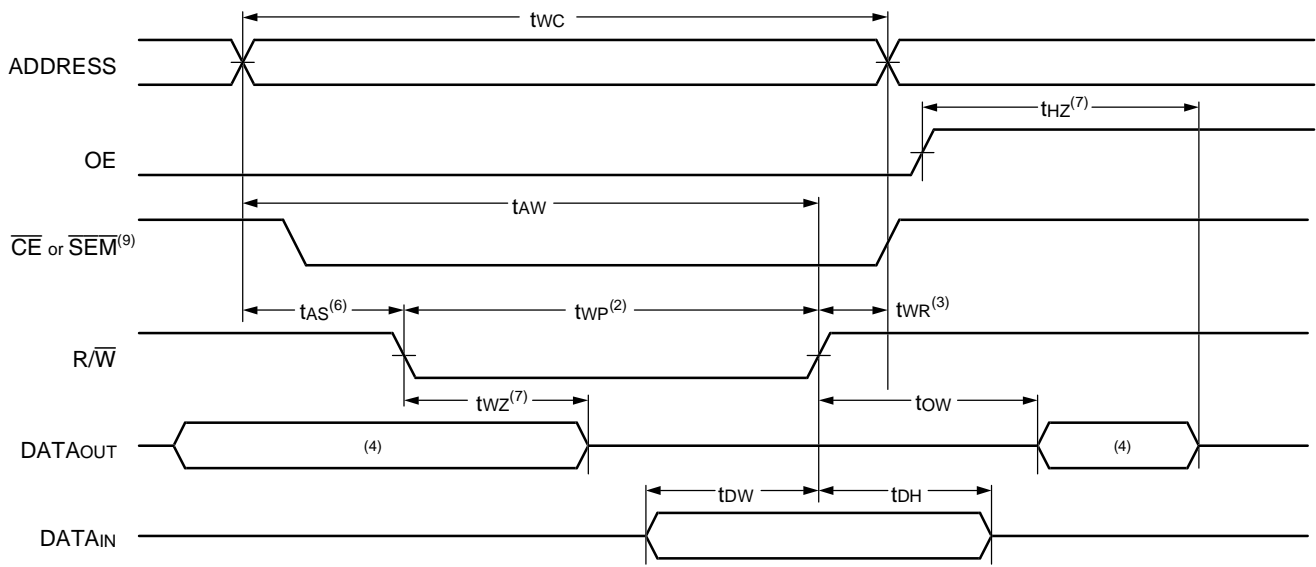 tWC
ADDRESS
tHZ(7)
OE
tAW
CE or SEM(9)
tAS(6) tWP(2) tWR(3)
R/W
tWZ(7) tOW
DATAOUT (4) (4)
tDW tDH
DATAIN